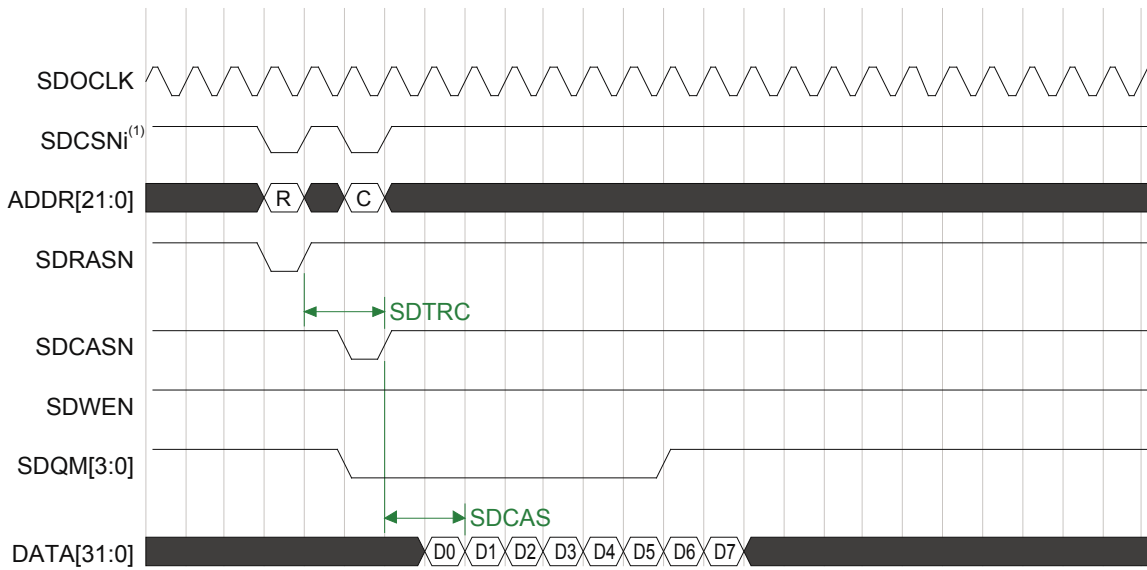 SDOCLK
SDCSNi(1)
ADDR[21:0] R C
SDRASN
SDTRC
SDCASN
SDWEN
SDQM[3:0]
SDCAS
DATA[31:0] D0 D1 D2 D3 D4 D5 D6 D7